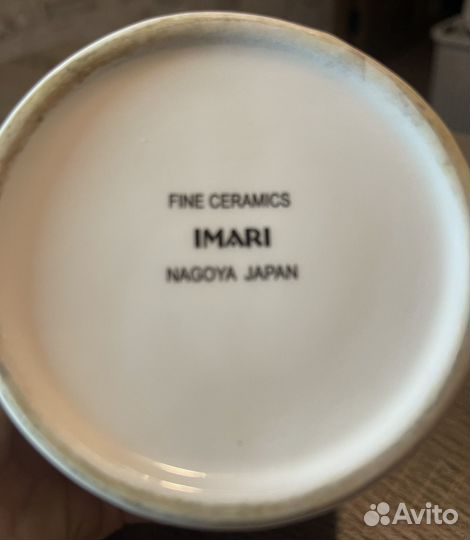 FINE CERAMICS
IMARI
NAGOYA JAPAN
Avito